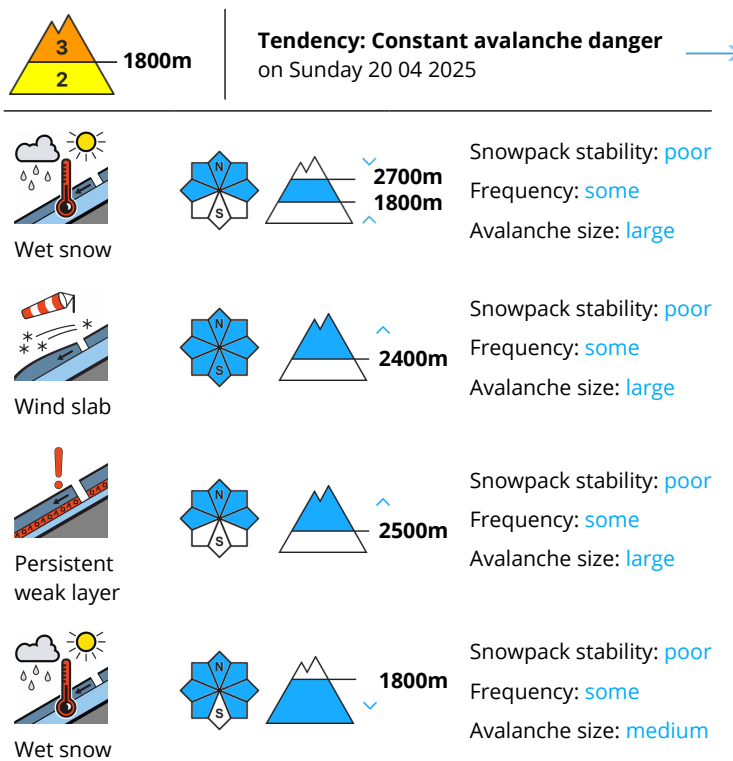 3
2
1800m
Tendency: Constant avalanche danger
on Sunday 20 04 2025
N
S
2700m
1800m
Snowpack stability: poor
Frequency: some
Avalanche size: large
Wet snow
N
S
2400m
Snowpack stability: poor
Frequency: some
Avalanche size: large
Wind slab
N
S
2500m
Snowpack stability: poor
Frequency: some
Avalanche size: large
Persistent
weak layer
N
S
1800m
Snowpack stability: poor
Frequency: some
Avalanche size: medium
Wet snow